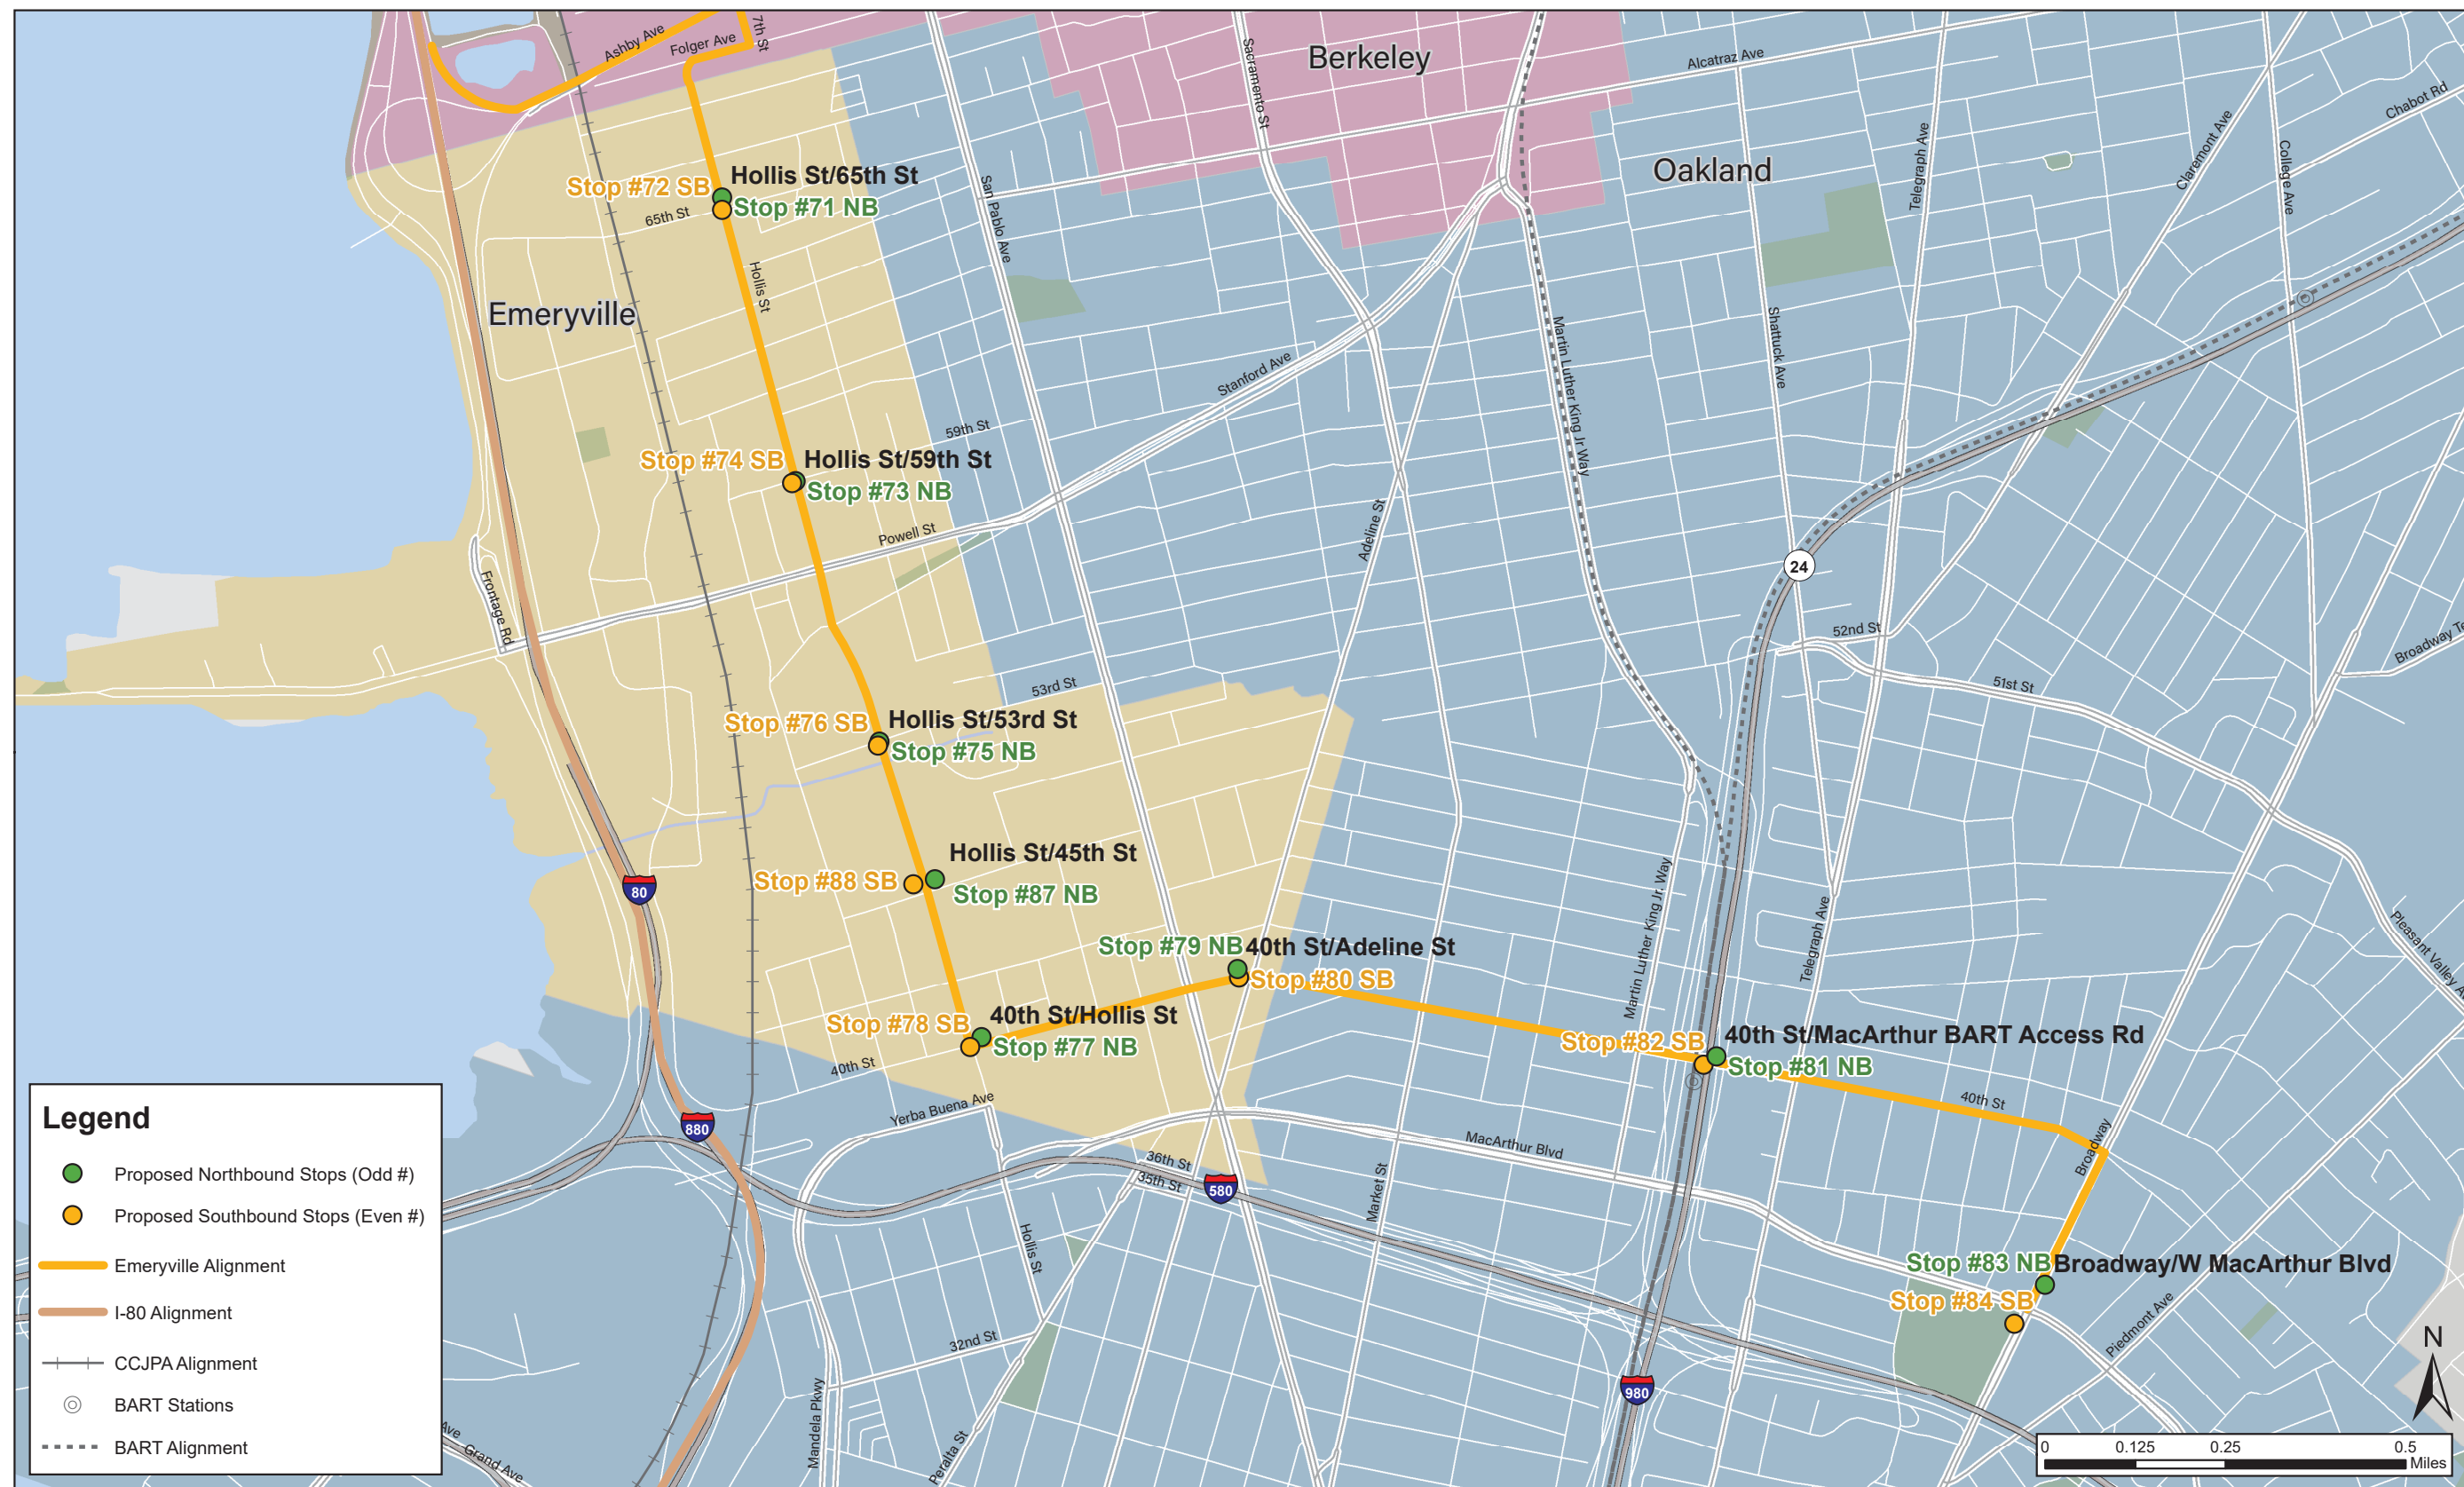 Ashby Ave
Folger Ave
7th St
Sacramento St
Berkeley
Alcatraz Ave
Chabot Rd
Claremont Ave
College Ave
Telegraph Ave
Oakland
Hollis St/65th St
Stop #72 SB
Stop #71 NB
65th St
San Pablo Ave
Hollis St
Emeryville
Shattuck Ave
Martin Luther King Jr Way
Stanford Ave
59th St
Stop #74 SB
Hollis St/59th St
Stop #73 NB
Powell St
Adeline St
24
Frontage Rd
52nd St
51st St
53rd St
Stop #76 SB
Hollis St/53rd St
Stop #75 NB
Hollis St/45th St
Stop #88 SB
Stop #87 NB
80
Martin Luther King Jr. Way
Telegraph Ave
Stop #79 NB
40th St/Adeline St
Stop #80 SB
Stop #78 SB
40th St/Hollis St
Stop #77 NB
40th St
Stop #82 SB
40th St/MacArthur BART Access Rd
Stop #81 NB
40th St
Broadway
Yerba Buena Ave
880
MacArthur Blvd
36th St
35th St
580
Market St
Hollis St
Stop #83 NB
Broadway/W MacArthur Blvd
Stop #84 SB
Piedmont Ave
32nd St
Mandela Pkwy
Peralta St
980
Ave
Grand Ave
Legend
Proposed Northbound Stops (Odd #)
Proposed Southbound Stops (Even #)
Emeryville Alignment
I-80 Alignment
CCJPA Alignment
BART Stations
BART Alignment
N
0 0.125 0.25 0.5
Miles
Broadway
Pleasant Valley